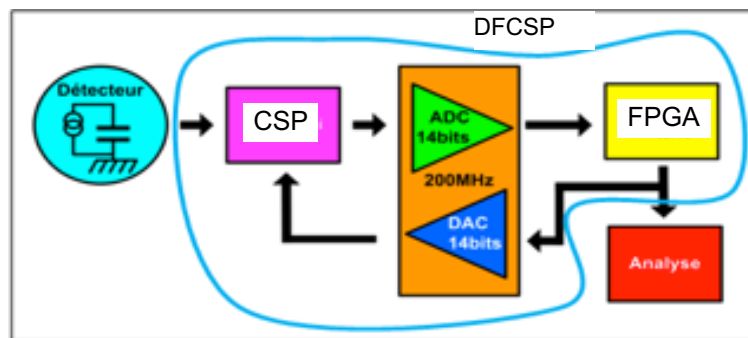 DFCSP
Détecteur
CSP
ADC
14bits
FPGA
200MHz
DAC
14bits
Analyse